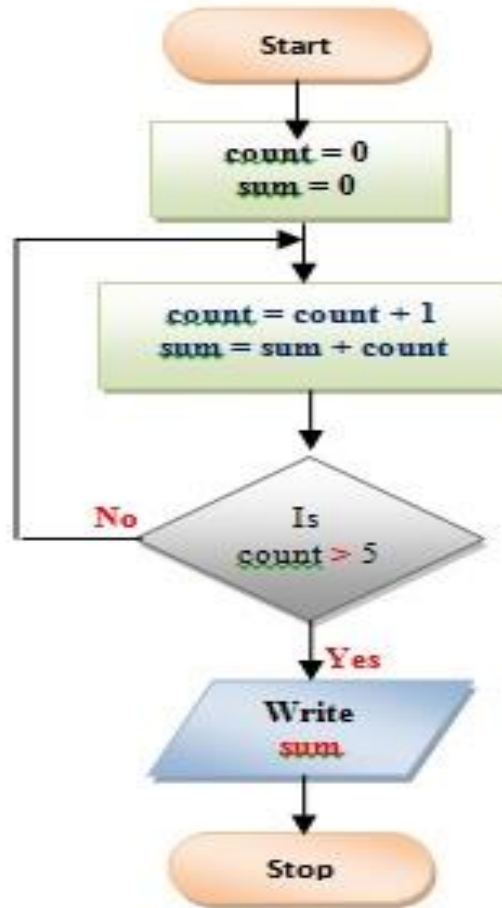 Start
count = 0
sum = 0
count = count + 1
sum = sum + count
Is
count > 5
No
Yes
Write
sum
Stop